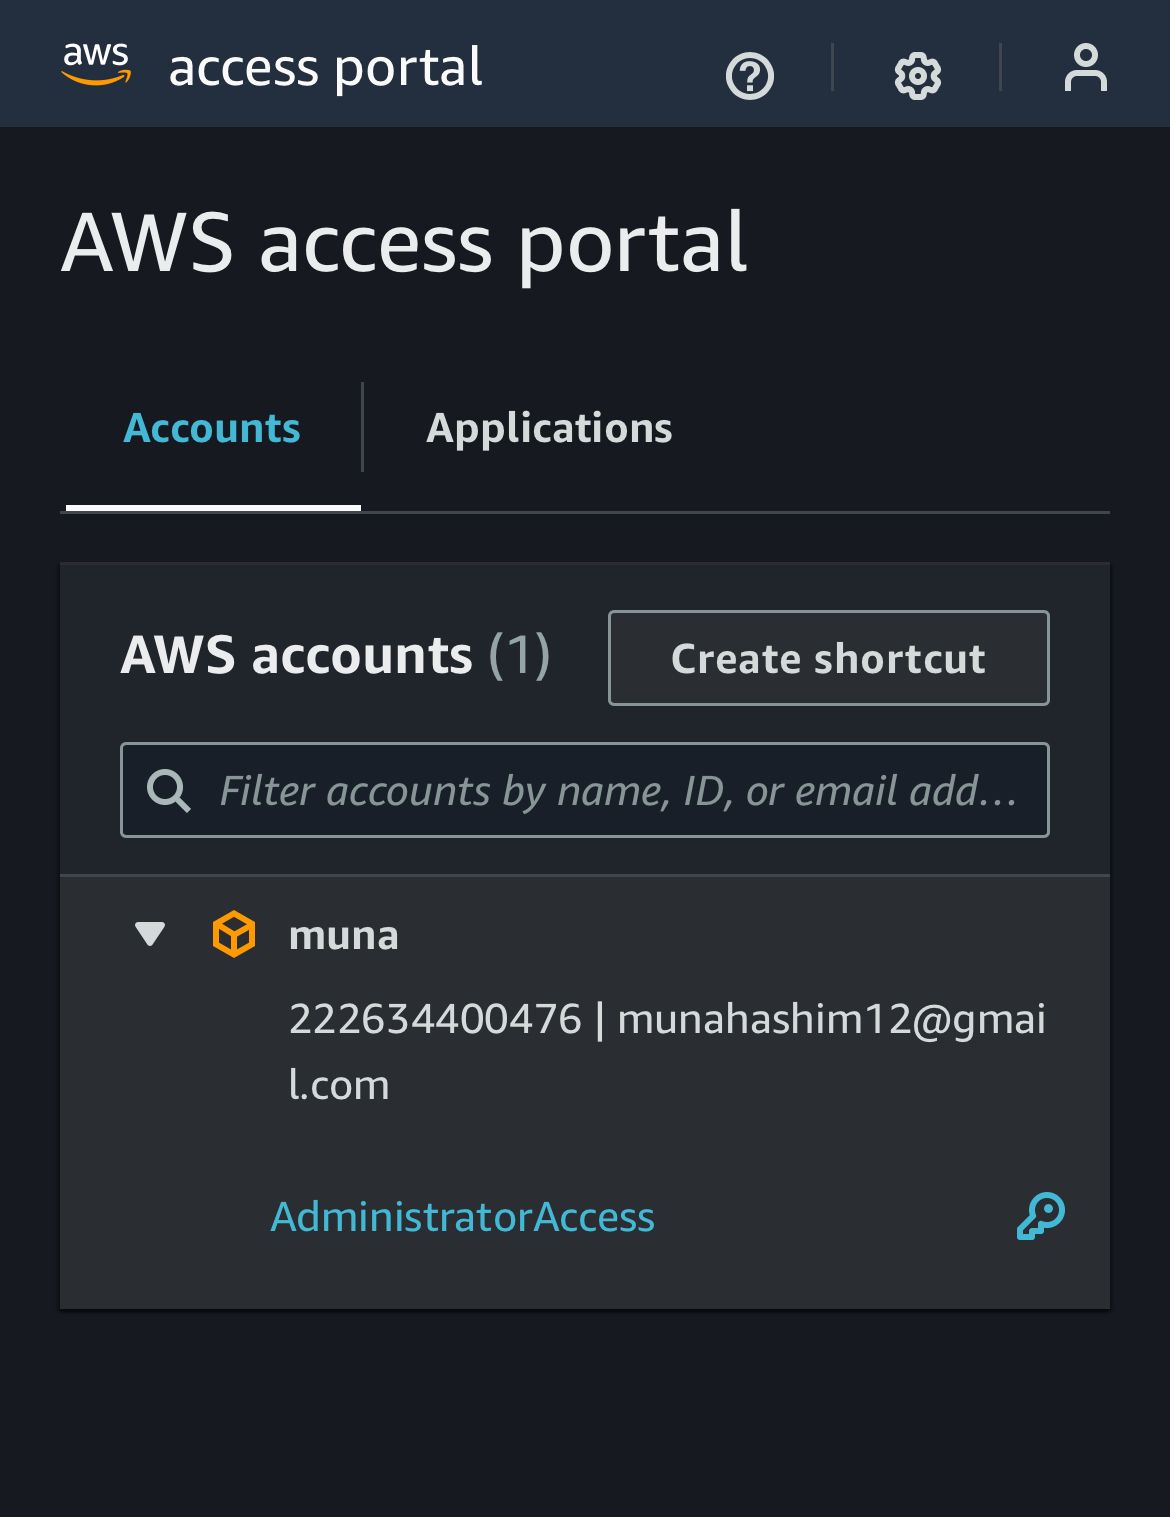 aws access portal
AWS access portal
Accounts
Applications
AWS accounts (1)
Create shortcut
Filter accounts by name, ID, or email add...
muna
222634400476 | munahashim12@gmai
l.com
AdministratorAccess